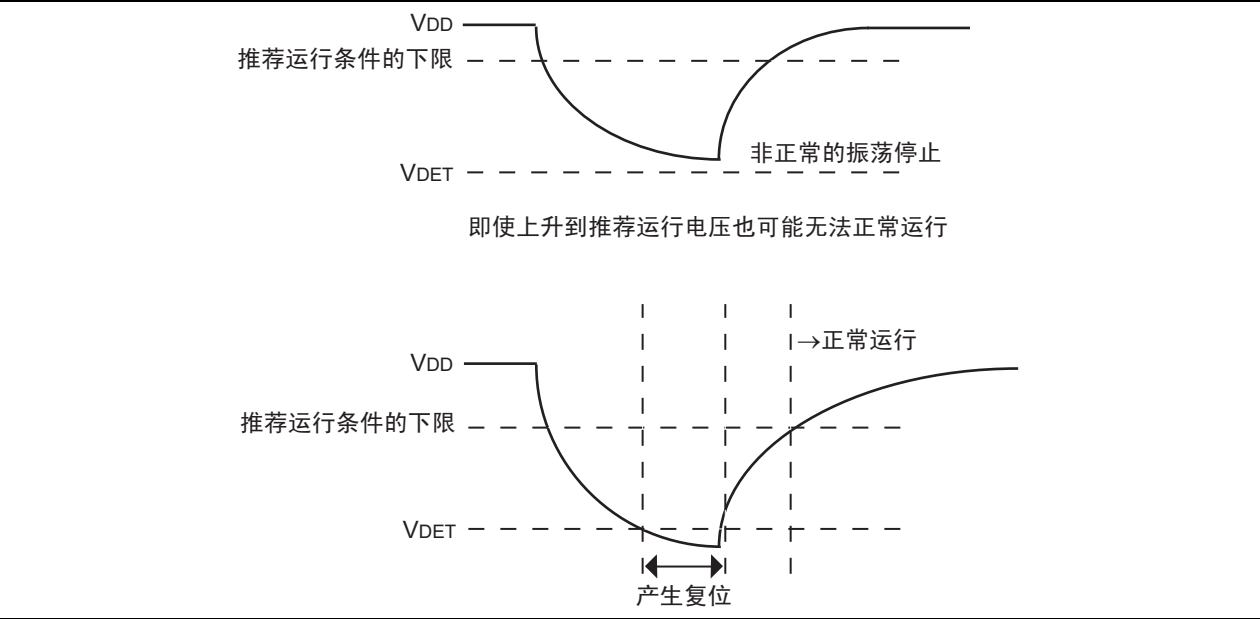 VDD
推荐运行条件的下限
非正常的振荡停止
VDET
即使上升到推荐运行电压也可能无法正常运行
→正常运行
VDD
推荐运行条件的下限
VDET
产生复位